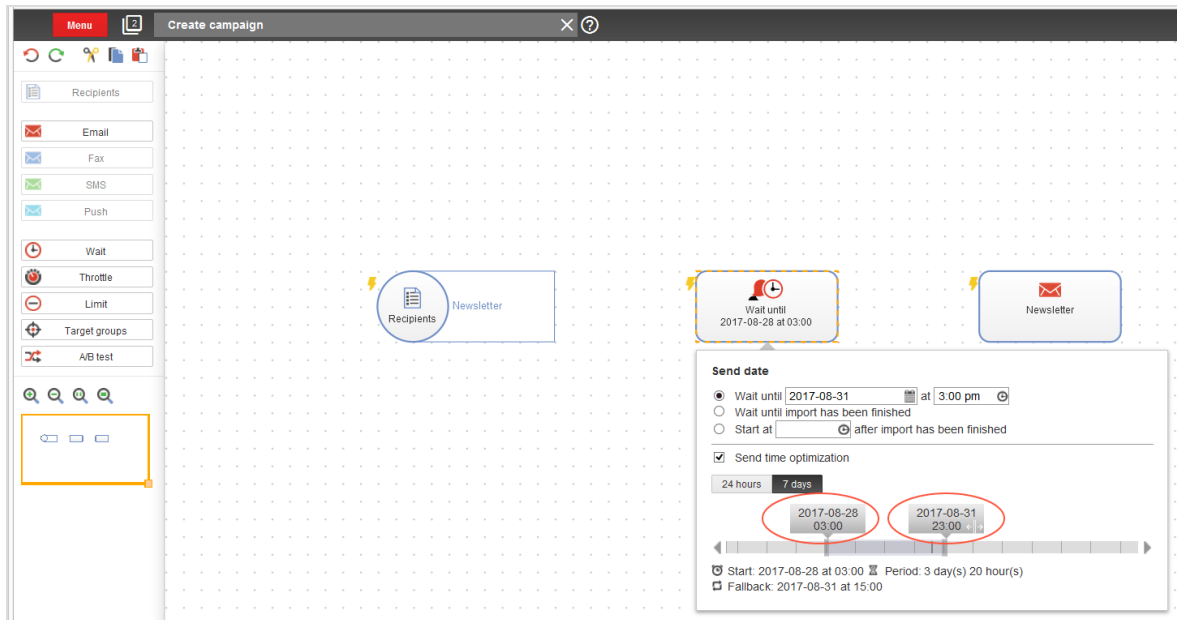 Menu
2
Create campaign
Recipients
Email
Fax
SMS
Push
Wait
Throttle
Limit
Target groups
A/B test
Recipients
Newsletter
Wait until
2017-08-28 at 03:00
Newsletter
Send date
Wait until 2017-08-31 at 3:00 pm
Wait until import has been finished
Start at after import has been finished
Send time optimization
24 hours 7 days
2017-08-28
03:00
2017-08-31
23:00
Start: 2017-08-28 at 03:00 Period: 3 day(s) 20 hour(s)
Fallback: 2017-08-31 at 15:00